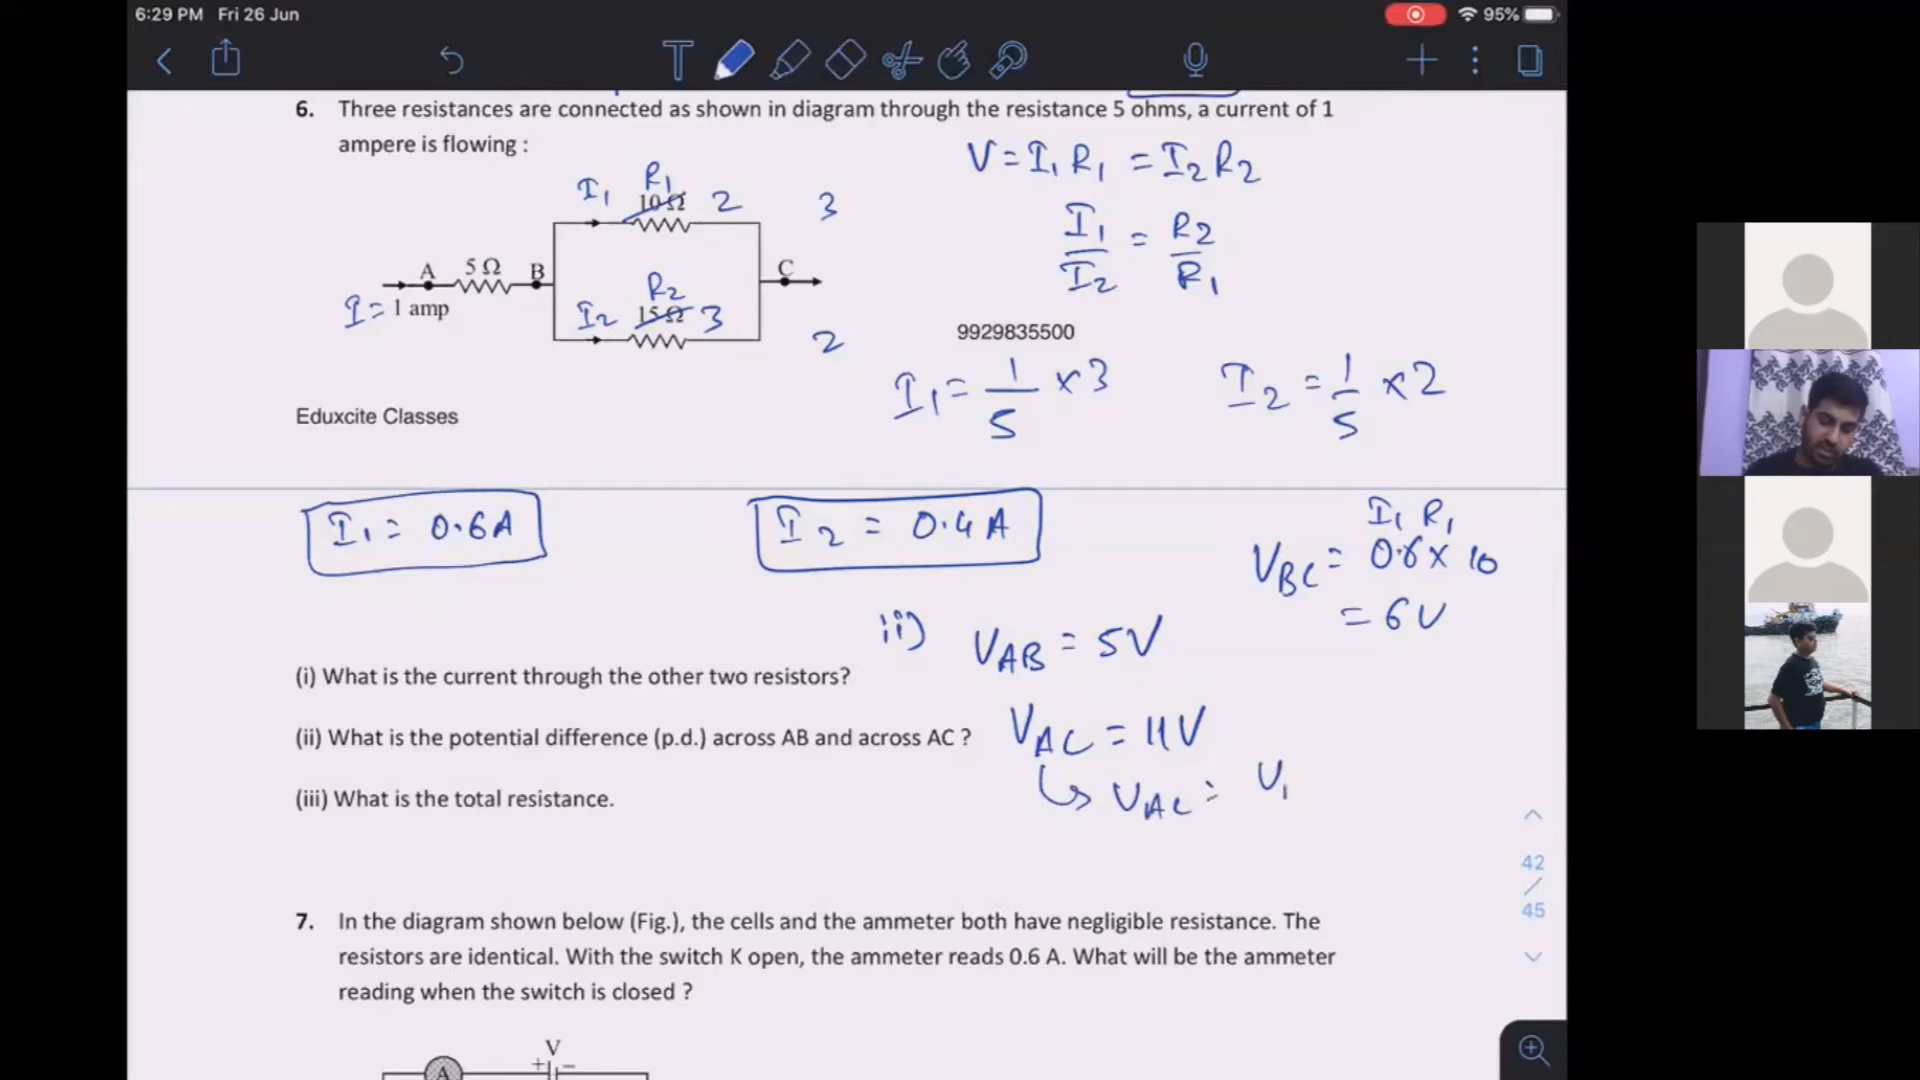 6:29 PM Fri 26 Jun
95%
6. Three resistances are connected as shown in diagram through the resistance 5 ohms, a current of 1
ampere is flowing :
V = I1 R1 = I2 R2
I1 R1 10 Ω 2 3
I1/I2 = R2/R1
A 5 Ω B C
I = 1 amp
R2
I2 15 Ω 3 2
9929835500
I1 = 1/5 × 3 I2 = 1/5 × 2
Eduxcite Classes
I1 = 0.6A I2 = 0.4 A
I1 R1
VBC = 0.6 × 10
= 6V
ii) VAB = 5V
(i) What is the current through the other two resistors?
VAC = 11V
(ii) What is the potential difference (p.d.) across AB and across AC ?
VAC = V1
(iii) What is the total resistance.
42
/
45
7. In the diagram shown below (Fig.), the cells and the ammeter both have negligible resistance. The
resistors are identical. With the switch K open, the ammeter reads 0.6 A. What will be the ammeter
reading when the switch is closed ?
V
+ −
A